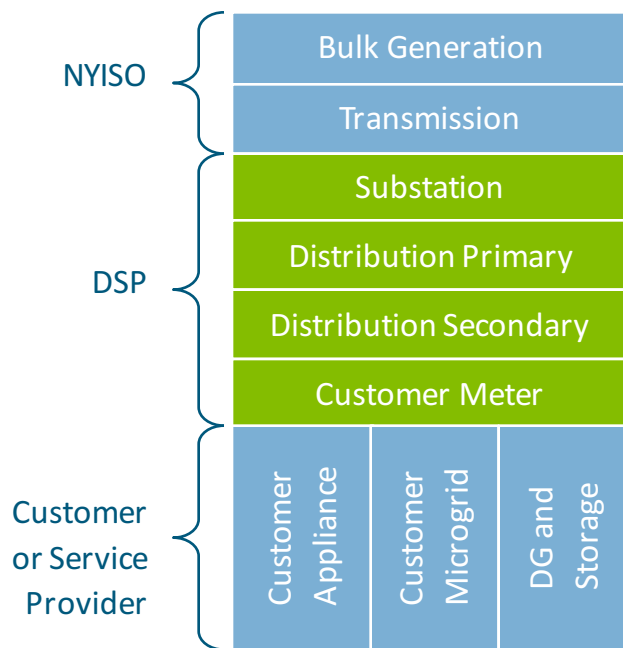 NYISO
Bulk Generation
Transmission
DSP
Substation
Distribution Primary
Distribution Secondary
Customer Meter
Customer
or Service
Provider
Customer
Appliance
Customer
Microgrid
DG and
Storage